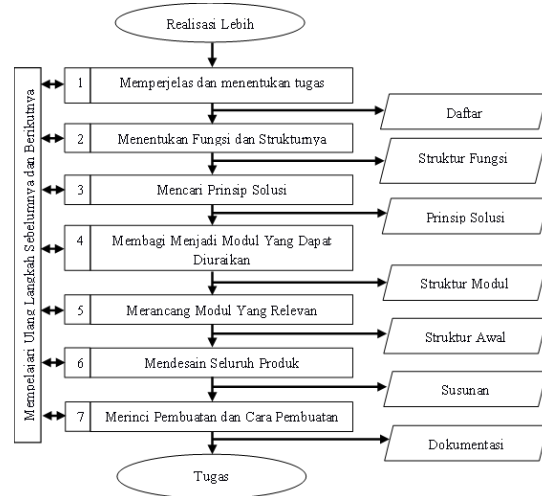 Realisasi Lebih
Mempelajari Ulang Langkah Sebelumnya dan Berikutnya
1 Memperjelas dan menentukan tugas
Daftar
2 Menentukan Fungsi dan Strukturnya
Struktur Fungsi
3 Mencari Prinsip Solusi
Prinsip Solusi
4 Membagi Menjadi Modul Yang Dapat
Diuraikan
Struktur Modul
5 Merancang Modul Yang Relevan
Struktur Awal
6 Mendesain Seluruh Produk
Susunan
7 Merinci Pembuatan dan Cara Pembuatan
Dokumentasi
Tugas